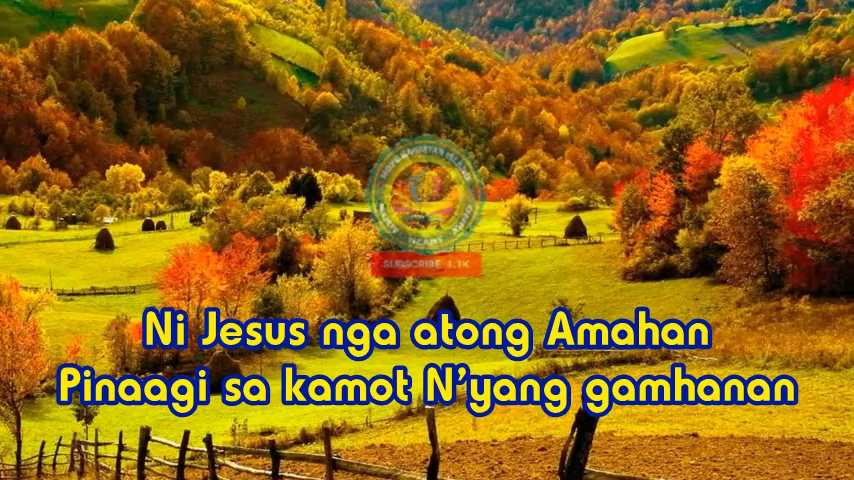 SUBSCRIBE 1.1K
Ni Jesus nga atong Amahan
Pinaagi sa kamot N'yang gamhanan